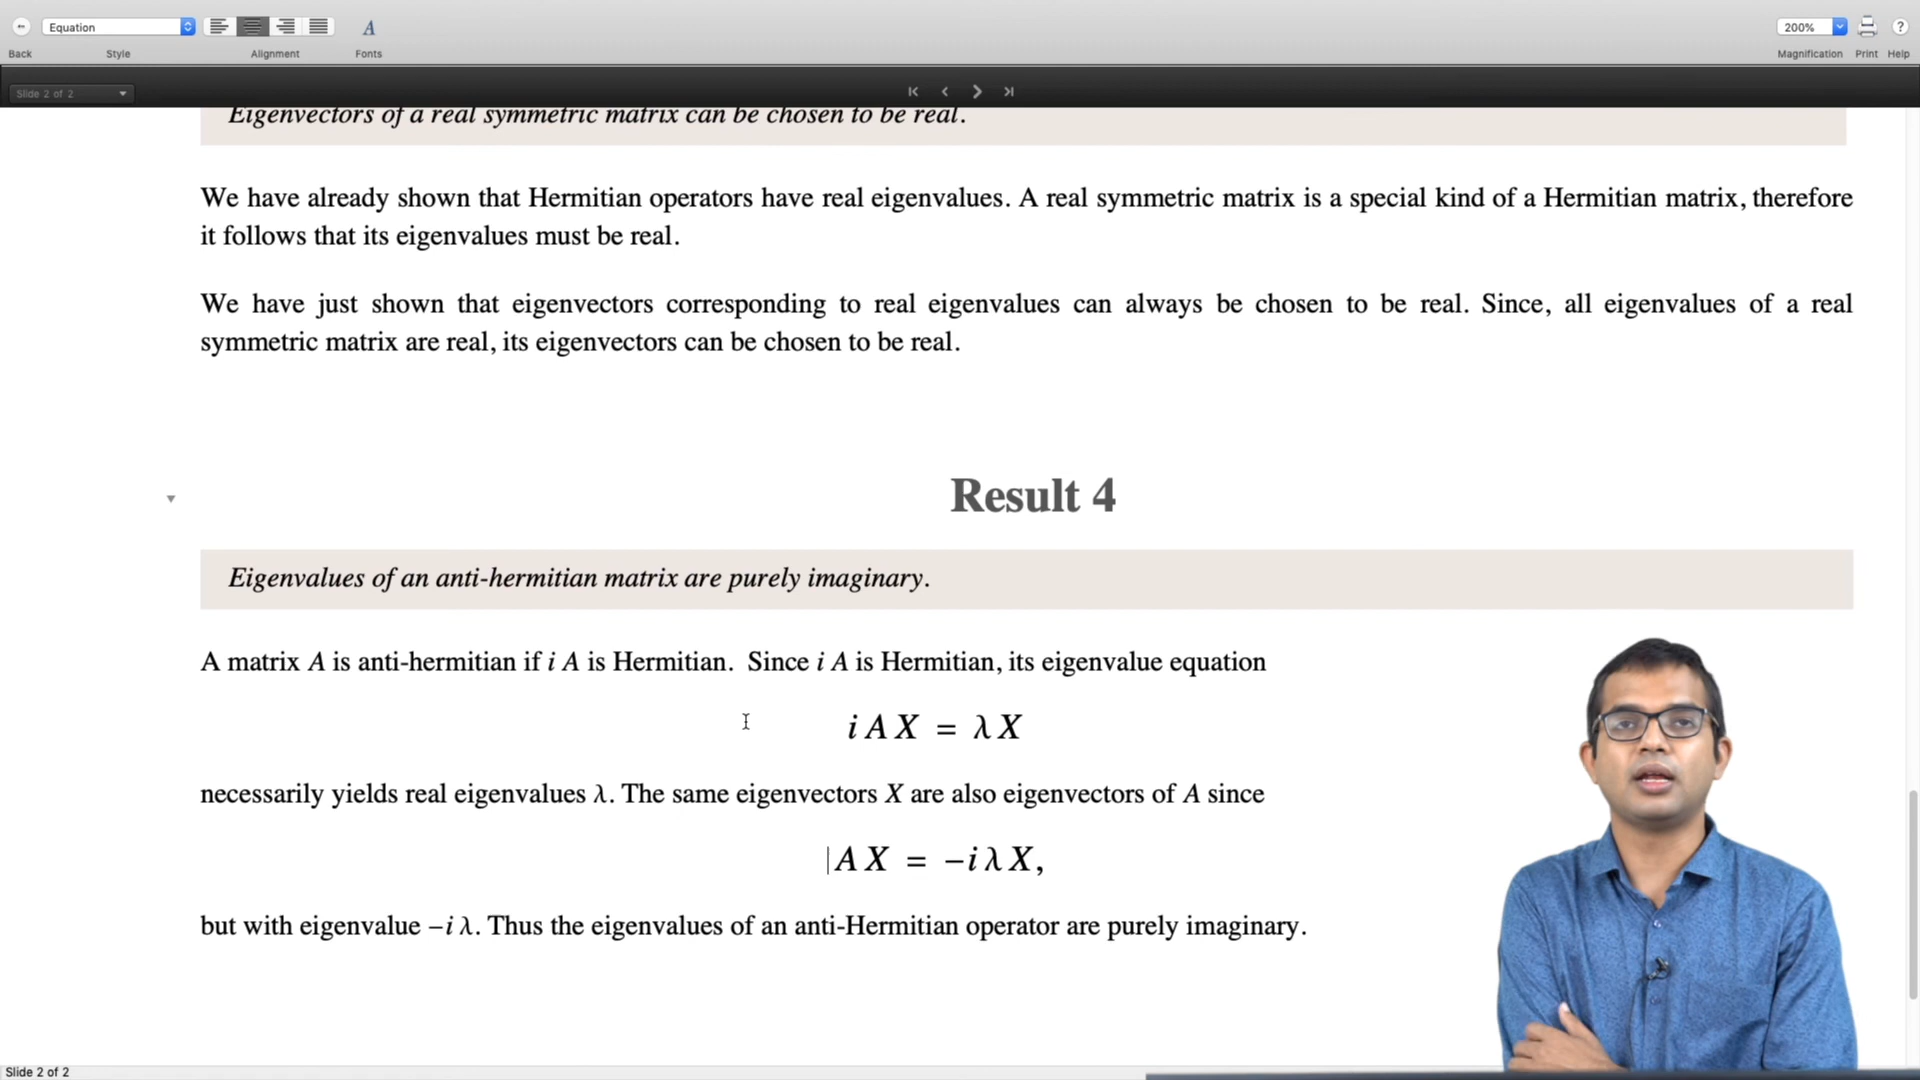 Equation
200%
Back
Style
Alignment
Fonts
Magnification
Print
Help
Slide 2 of 2
Eigenvectors of a real symmetric matrix can be chosen to be real.
We have already shown that Hermitian operators have real eigenvalues. A real symmetric matrix is a special kind of a Hermitian matrix, therefore
it follows that its eigenvalues must be real.
We have just shown that eigenvectors corresponding to real eigenvalues can always be chosen to be real. Since, all eigenvalues of a real
symmetric matrix are real, its eigenvectors can be chosen to be real.
Result 4
Eigenvalues of an anti-hermitian matrix are purely imaginary.
A matrix A is anti-hermitian if i A is Hermitian. Since i A is Hermitian, its eigenvalue equation
i A X = λ X
necessarily yields real eigenvalues λ. The same eigenvectors X are also eigenvectors of A since
A X = −i λ X,
but with eigenvalue −i λ. Thus the eigenvalues of an anti-Hermitian operator are purely imaginary.
Slide 2 of 2